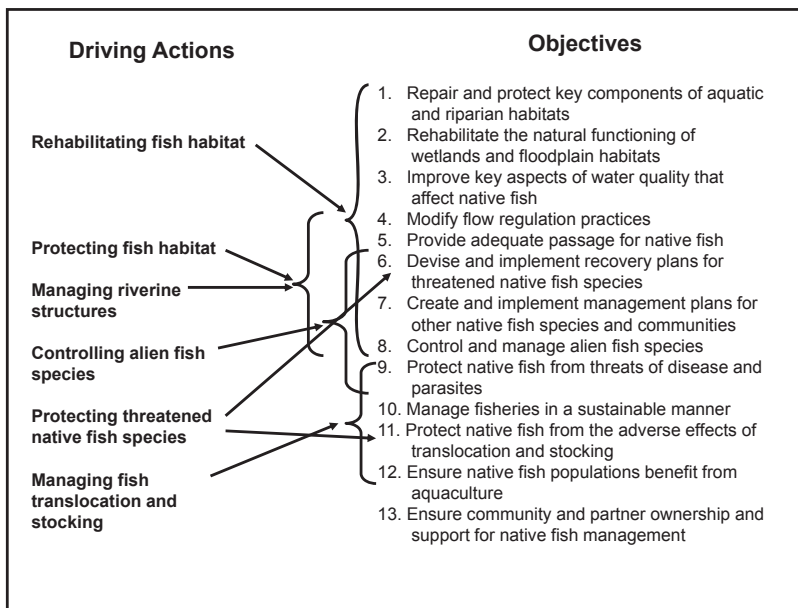 Driving Actions
Rehabilitating fish habitat
Protecting fish habitat
Managing riverine
structures
Controlling alien fish
species
Protecting threatened
native fish species
Managing fish
translocation and
stocking
Objectives
1. Repair and protect key components of aquatic
and riparian habitats
2. Rehabilitate the natural functioning of
wetlands and floodplain habitats
3. Improve key aspects of water quality that
affect native fish
4. Modify flow regulation practices
5. Provide adequate passage for native fish
6. Devise and implement recovery plans for
threatened native fish species
7. Create and implement management plans for
other native fish species and communities
8. Control and manage alien fish species
9. Protect native fish from threats of disease and
parasites
10. Manage fisheries in a sustainable manner
11. Protect native fish from the adverse effects of
translocation and stocking
12. Ensure native fish populations benefit from
aquaculture
13. Ensure community and partner ownership and
support for native fish management